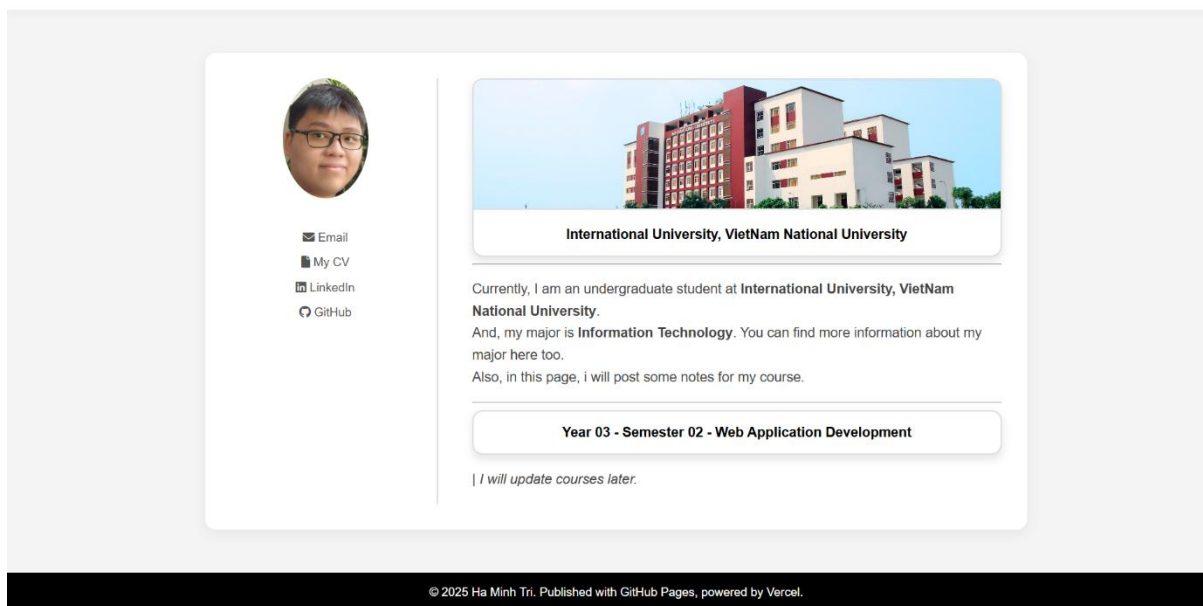 Email
My CV
LinkedIn
GitHub
International University, VietNam National University
Currently, I am an undergraduate student at International University, VietNam
National University.
And, my major is Information Technology. You can find more information about my
major here too.
Also, in this page, i will post some notes for my course.
Year 03 - Semester 02 - Web Application Development
| I will update courses later.
© 2025 Ha Minh Tri. Published with GitHub Pages, powered by Vercel.